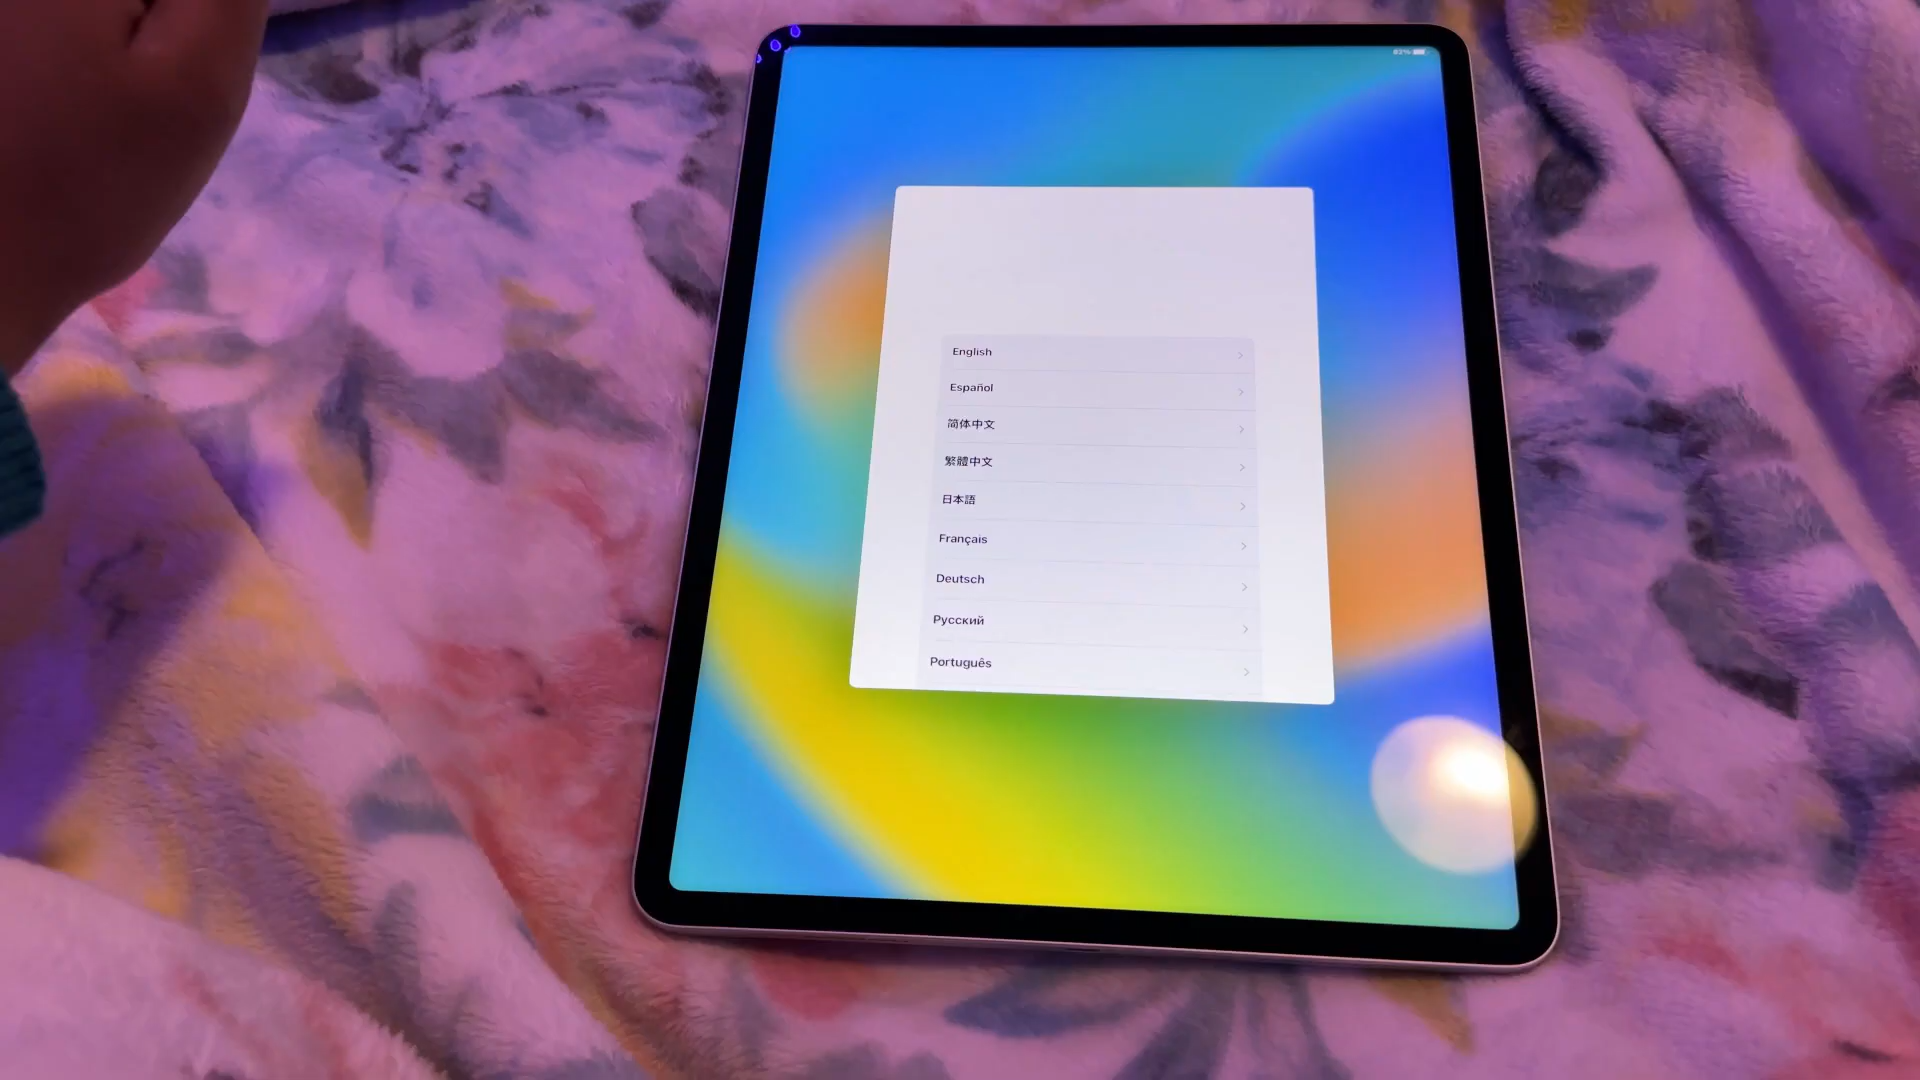 English
Español
简体中文
繁體中文
日本語
Français
Deutsch
Русский
Português